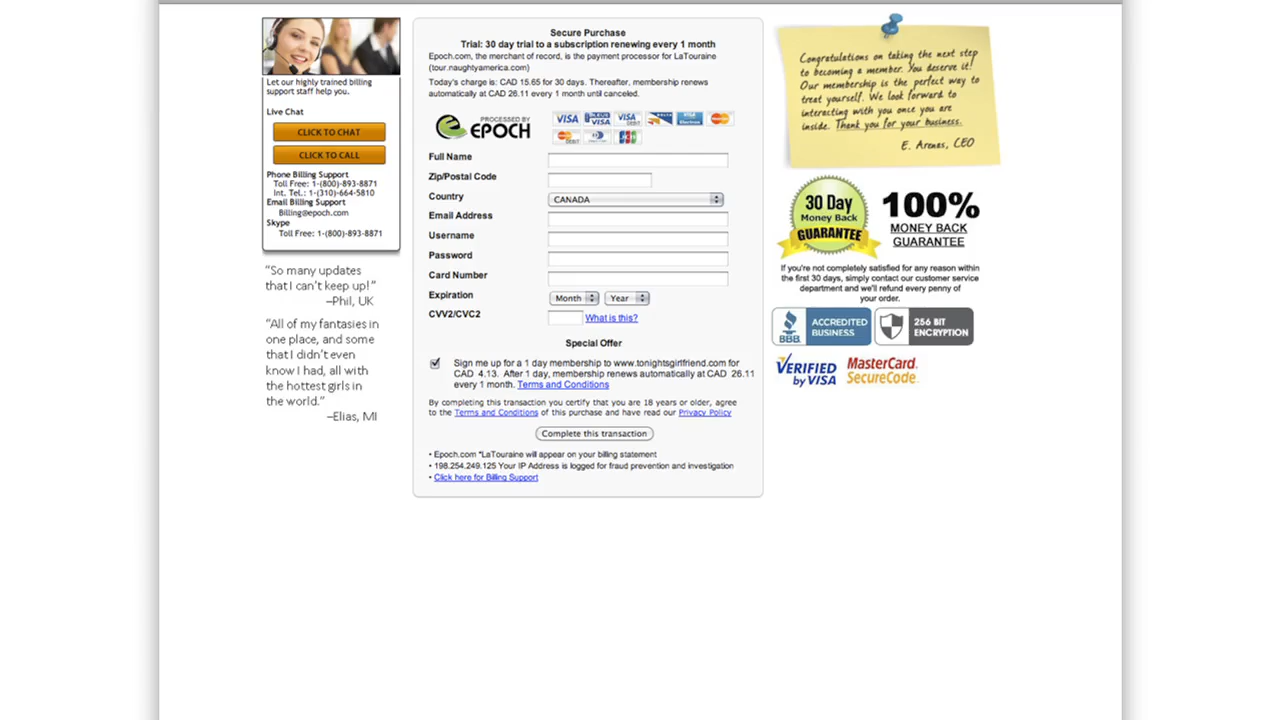 Let our highly trained billing
support staff help you.
Live Chat
CLICK TO CHAT
CLICK TO CALL
Phone Billing Support
Toll Free: 1-(800)-893-8871
Int. Tel.: 1-(310)-664-5810
Email Billing Support
Billing@epoch.com
Skype
Toll Free: 1-(800)-893-8871
"So many updates
that I can't keep up!"
–Phil, UK
"All of my fantasies in
one place, and some
that I didn't even
know I had, all with
the hottest girls in
the world."
–Elias, MI
Secure Purchase
Trial: 30 day trial to a subscription renewing every 1 month
Epoch.com, the merchant of record, is the payment processor for LaTouraine
(tour.naughtyamerica.com)
Today's charge is: CAD 15.65 for 30 days. Thereafter, membership renews
automatically at CAD 26.11 every 1 month until canceled.
PROCESSED BY
EPOCH
VISA
VISA
VISA
DEBIT
DELTA
VISA
Electron
MasterCard
DEBIT
JCB
Full Name
Zip/Postal Code
Country
CANADA
Email Address
Username
Password
Card Number
Expiration
Month
Year
CVV2/CVC2
What is this?
Special Offer
Sign me up for a 1 day membership to www.tonightsgirlfriend.com for
CAD 4.13. After 1 day, membership renews automatically at CAD 26.11
every 1 month. Terms and Conditions
By completing this transaction you certify that you are 18 years or older, agree
to the Terms and Conditions of this purchase and have read our Privacy Policy
Complete this transaction
• Epoch.com *LaTouraine will appear on your billing statement
• 198.254.249.125 Your IP Address is logged for fraud prevention and investigation
• Click here for Billing Support
Congratulations on taking the next step
to becoming a member. You deserve it!
Our membership is the perfect way to
treat yourself. We look forward to
interacting with you once you are
inside. Thank you for your business.
E. Arenas, CEO
30 Day
Money Back
GUARANTEE
100%
MONEY BACK
GUARANTEE
If you're not completely satisfied for any reason within
the first 30 days, simply contact our customer service
department and we'll refund every penny of
your order.
BBB
ACCREDITED
BUSINESS
256 BIT
ENCRYPTION
VERIFIED
by VISA
MasterCard.
SecureCode.